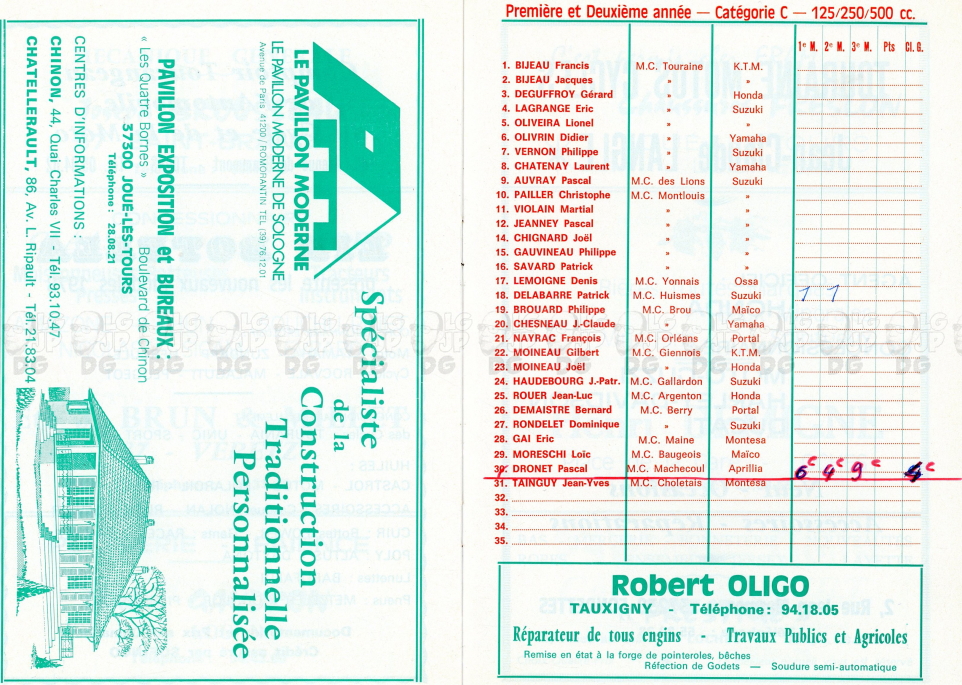 LE PAVILLON MODERNE
LE PAVILLON MODERNE DE SOLOGNE
Avenue de Paris 41200 / ROMORANTIN TEL (39) 76.12.01
Spécialiste
de la
Construction
Traditionnelle
Personnalisée
PAVILLON EXPOSITION et BUREAUX :
« Les Quatre Bornes » Boulevard de Chinon
37300 JOUÉ-LES-TOURS
Téléphone : 28.08.21
CENTRES D'INFORMATIONS :
CHINON, 44, Quai Charles VII Tél. 93.10.47
CHATELLERAULT, 86, Av. L. Ripault - Tél. 21.83.04
Première et Deuxième année — Catégorie C — 125/250/500 cc.
1e M. 2e M. 3e M. Pts Cl. G.
1. BIJEAU Francis M.C. Touraine K.T.M.
2. BIJEAU Jacques » »
3. DEGUFFROY Gérard » Honda
4. LAGRANGE Eric » Suzuki
5. OLIVEIRA Lionel » »
6. OLIVRIN Didier » Yamaha
7. VERNON Philippe » Suzuki
8. CHATENAY Laurent » Yamaha
9. AUVRAY Pascal M.C. des Lions Suzuki
10. PAILLER Christophe M.C. Montlouis »
11. VIOLAIN Martial » »
12. JEANNEY Pascal » »
14. CHIGNARD Joël » »
15. GAUVINEAU Philippe » »
16. SAVARD Patrick » »
17. LEMOIGNE Denis M.C. Yonnais Ossa
18. DELABARRE Patrick M.C. Huismes Suzuki 1 1
19. BROUARD Philippe M.C. Brou Maïco
20. CHESNEAU J.-Claude » Yamaha
21. NAYRAC François M.C. Orléans Portal
22. MOINEAU Gilbert M.C. Giennois K.T.M.
23. MOINEAU Joël » Honda
24. HAUDEBOURG J.-Patr. M.C. Gallardon Suzuki
25. ROUER Jean-Luc M.C. Argenton Honda
26. DEMAISTRE Bernard M.C. Berry Portal
27. RONDELET Dominique » Suzuki
28. GAI Eric M.C. Maine Montesa
29. MORESCHI Loïc M.C. Baugeois Maïco
DRONET Pascal M.C. Machecoul Aprillia 6e 4e 9e 4e
31. TAINGUY Jean-Yves M.C. Choletais Montesa
32.
33.
34.
35.
Robert OLIGO
TAUXIGNY - Téléphone : 94.18.05
Réparateur de tous engins - Travaux Publics et Agricoles
Remise en état à la forge de pointeroles, bêches
Réfection de Godets — Soudure semi-automatique